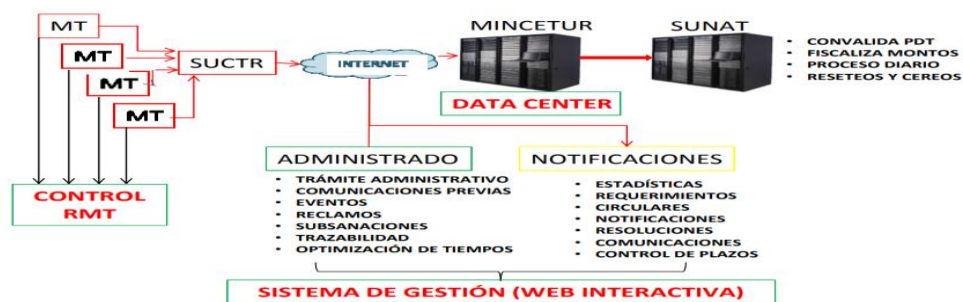 MT
MT
MT
MT
SUCTR
INTERNET
MINCETUR
SUNAT
• CONVALIDA PDT
• FISCALIZA MONTOS
• PROCESO DIARIO
• RESETEOS Y CEREOS
DATA CENTER
CONTROL
RMT
ADMINISTRADO
• TRÁMITE ADMINISTRATIVO
• COMUNICACIONES PREVIAS
• EVENTOS
• RECLAMOS
• SUBSANACIONES
• TRAZABILIDAD
• OPTIMIZACIÓN DE TIEMPOS
NOTIFICACIONES
• ESTADÍSTICAS
• REQUERIMIENTOS
• CIRCULARES
• NOTIFICACIONES
• RESOLUCIONES
• COMUNICACIONES
• CONTROL DE PLAZOS
SISTEMA DE GESTIÓN (WEB INTERACTIVA)